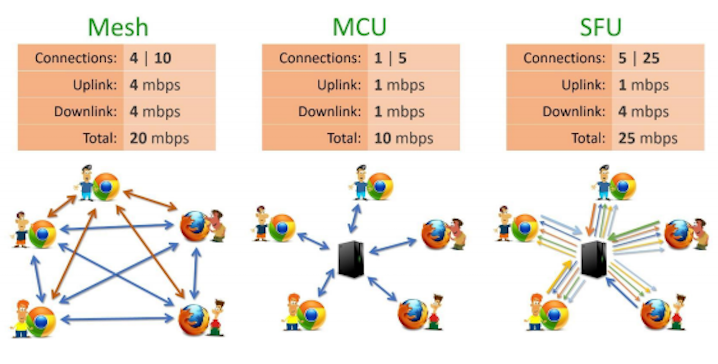 Mesh
Connections: 4 | 10
Uplink: 4 mbps
Downlink: 4 mbps
Total: 20 mbps
MCU
Connections: 1 | 5
Uplink: 1 mbps
Downlink: 1 mbps
Total: 10 mbps
SFU
Connections: 5 | 25
Uplink: 1 mbps
Downlink: 4 mbps
Total: 25 mbps